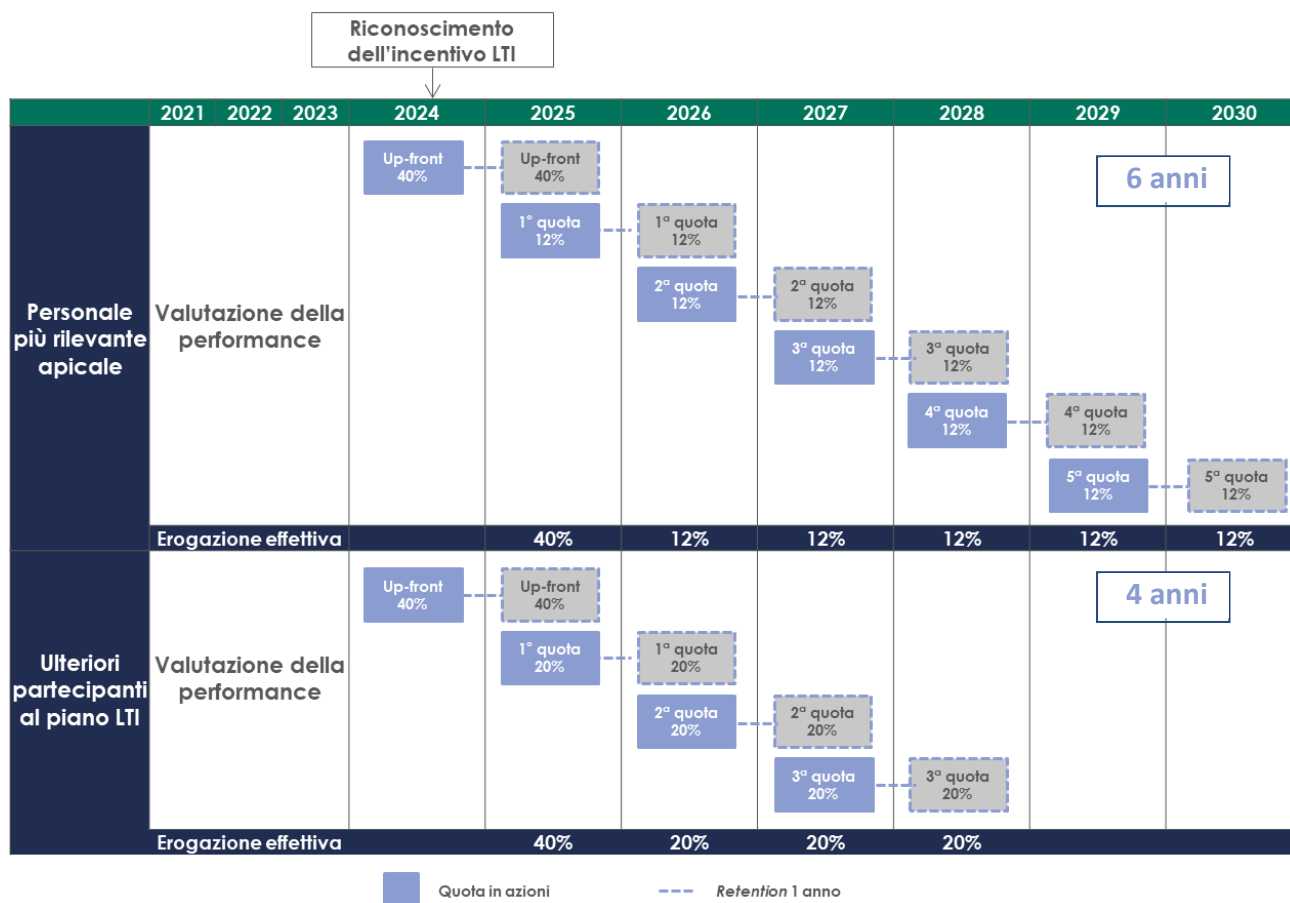 Riconoscimento
dell'incentivo LTI
2021 2022 2023 2024 2025 2026 2027 2028 2029 2030
Up-front
40%
Up-front
40%
6 anni
1° quota
12%
1ª quota
12%
2ª quota
12%
2ª quota
12%
Personale
più rilevante
apicale
Valutazione della
performance
3ª quota
12%
3ª quota
12%
4ª quota
12%
4ª quota
12%
5ª quota
12%
5ª quota
12%
Erogazione effettiva 40% 12% 12% 12% 12% 12%
Up-front
40%
Up-front
40%
4 anni
1° quota
20%
1ª quota
20%
Ulteriori
partecipanti
al piano LTI
Valutazione della
performance
2ª quota
20%
2ª quota
20%
3ª quota
20%
3ª quota
20%
Erogazione effettiva 40% 20% 20% 20%
Quota in azioni
Retention 1 anno